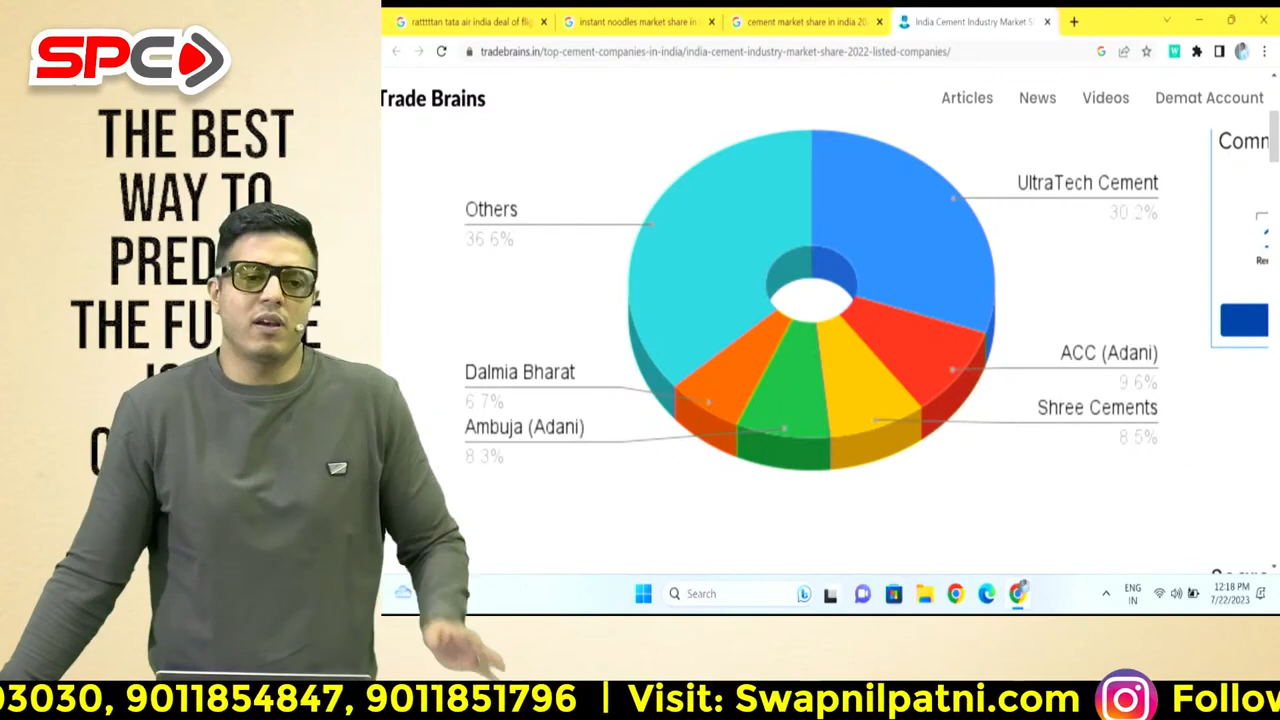 SPC
THE BEST
WAY TO
PRED
THE FU E
ratttttan tata air india deal of fli
instant noodles market share in
cement market share in india 20
India Cement Industry Market S
tradebrains.in/top-cement-companies-in-india/india-cement-industry-market-share-2022-listed-companies/
Trade Brains
Articles
News
Videos
Demat Account
Comm
Others
36.6%
UltraTech Cement
30.2%
ACC (Adani)
9.6%
Shree Cements
8.5%
Dalmia Bharat
6.7%
Ambuja (Adani)
8.3%
Search
ENG
IN
12:18 PM
7/22/2023
03030, 9011854847, 9011851796 | Visit: Swapnilpatni.com Follow